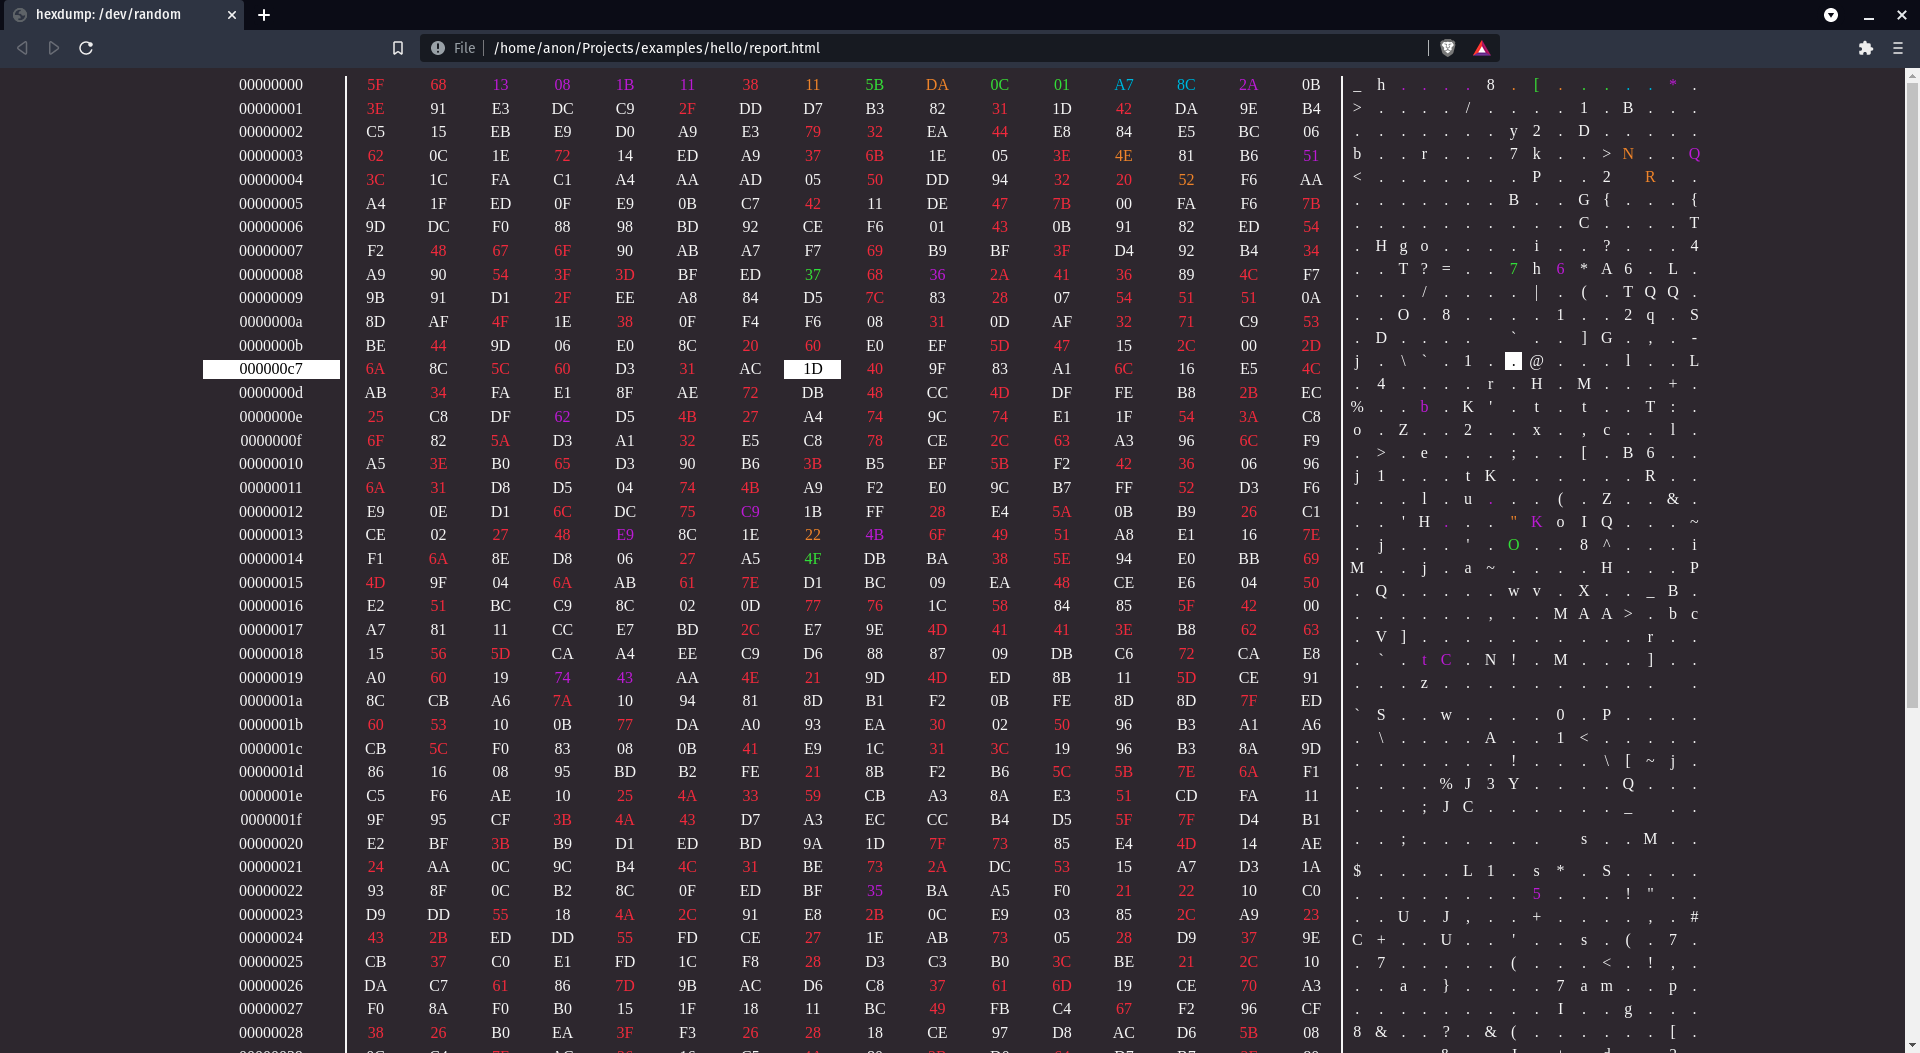 hexdump: /dev/random
File /home/anon/Projects/examples/hello/report.html
00000000 5F 68 13 08 1B 11 38 11 5B DA 0C 01 A7 8C 2A 0B _ h . . . . 8 . [ . . . . . * .
00000001 3E 91 E3 DC C9 2F DD D7 B3 82 31 1D 42 DA 9E B4 > . . . . / . . . . 1 . B . . .
00000002 C5 15 EB E9 D0 A9 E3 79 32 EA 44 E8 84 E5 BC 06 . . . . . . . y 2 . D . . . . .
00000003 62 0C 1E 72 14 ED A9 37 6B 1E 05 3E 4E 81 B6 51 b . . r . . . 7 k . . > N . . Q
00000004 3C 1C FA C1 A4 AA AD 05 50 DD 94 32 20 52 F6 AA < . . . . . . . P . . 2 R . .
00000005 A4 1F ED 0F E9 0B C7 42 11 DE 47 7B 00 FA F6 7B . . . . . . . B . . G { . . . {
00000006 9D DC F0 88 98 BD 92 CE F6 01 43 0B 91 82 ED 54 . . . . . . . . . . C . . . . T
00000007 F2 48 67 6F 90 AB A7 F7 69 B9 BF 3F D4 92 B4 34 . H g o . . . . i . . ? . . . 4
00000008 A9 90 54 3F 3D BF ED 37 68 36 2A 41 36 89 4C F7 . . T ? = . . 7 h 6 * A 6 . L .
00000009 9B 91 D1 2F EE A8 84 D5 7C 83 28 07 54 51 51 0A . . . / . . . . | . ( . T Q Q .
0000000a 8D AF 4F 1E 38 0F F4 F6 08 31 0D AF 32 71 C9 53 . . O . 8 . . . . 1 . . 2 q . S
0000000b BE 44 9D 06 E0 8C 20 60 E0 EF 5D 47 15 2C 00 2D . D . . . . ` . . ] G . , . -
000000c7 6A 8C 5C 60 D3 31 AC 1D 40 9F 83 A1 6C 16 E5 4C j . \ ` . 1 . . @ . . . l . . L
0000000d AB 34 FA E1 8F AE 72 DB 48 CC 4D DF FE B8 2B EC . 4 . . . . r . H . M . . . + .
0000000e 25 C8 DF 62 D5 4B 27 A4 74 9C 74 E1 1F 54 3A C8 % . . b . K ' . t . t . . T : .
0000000f 6F 82 5A D3 A1 32 E5 C8 78 CE 2C 63 A3 96 6C F9 o . Z . . 2 . . x . , c . . l .
00000010 A5 3E B0 65 D3 90 B6 3B B5 EF 5B F2 42 36 06 96 . > . e . . . ; . . [ . B 6 . .
00000011 6A 31 D8 D5 04 74 4B A9 F2 E0 9C B7 FF 52 D3 F6 j 1 . . . t K . . . . . . R . .
00000012 E9 0E D1 6C DC 75 C9 1B FF 28 E4 5A 0B B9 26 C1 . . . l . u . . . ( . Z . . & .
00000013 CE 02 27 48 E9 8C 1E 22 4B 6F 49 51 A8 E1 16 7E . . ' H . . . " K o I Q . . . ~
00000014 F1 6A 8E D8 06 27 A5 4F DB BA 38 5E 94 E0 BB 69 . j . . . ' . O . . 8 ^ . . . i
00000015 4D 9F 04 6A AB 61 7E D1 BC 09 EA 48 CE E6 04 50 M . . j . a ~ . . . . H . . . P
00000016 E2 51 BC C9 8C 02 0D 77 76 1C 58 84 85 5F 42 00 . Q . . . . . w v . X . . _ B .
00000017 A7 81 11 CC E7 BD 2C E7 9E 4D 41 41 3E B8 62 63 . . . . . . , . . M A A > . b c
00000018 15 56 5D CA A4 EE C9 D6 88 87 09 DB C6 72 CA E8 . V ] . . . . . . . . . . r . .
00000019 A0 60 19 74 43 AA 4E 21 9D 4D ED 8B 11 5D CE 91 . ` . t C . N ! . M . . . ] . .
0000001a 8C CB A6 7A 10 94 81 8D B1 F2 0B FE 8D 8D 7F ED . . . z . . . . . . . . . . .
0000001b 60 53 10 0B 77 DA A0 93 EA 30 02 50 96 B3 A1 A6 ` S . . w . . . . 0 . P . . . .
0000001c CB 5C F0 83 08 0B 41 E9 1C 31 3C 19 96 B3 8A 9D . \ . . . . A . . 1 < . . . . .
0000001d 86 16 08 95 BD B2 FE 21 8B F2 B6 5C 5B 7E 6A F1 . . . . . . . ! . . . \ [ ~ j .
0000001e C5 F6 AE 10 25 4A 33 59 CB A3 8A E3 51 CD FA 11 . . . . % J 3 Y . . . . Q . . .
0000001f 9F 95 CF 3B 4A 43 D7 A3 EC CC B4 D5 5F 7F D4 B1 . . . ; J C . . . . . . _ . .
00000020 E2 BF 3B B9 D1 ED BD 9A 1D 7F 73 85 E4 4D 14 AE . . ; . . . . . . s . . M . .
00000021 24 AA 0C 9C B4 4C 31 BE 73 2A DC 53 15 A7 D3 1A $ . . . . L 1 . s * . S . . . .
00000022 93 8F 0C B2 8C 0F ED BF 35 BA A5 F0 21 22 10 C0 . . . . . . . . 5 . . . ! " . .
00000023 D9 DD 55 18 4A 2C 91 E8 2B 0C E9 03 85 2C A9 23 . . U . J , . . + . . . . , . #
00000024 43 2B ED DD 55 FD CE 27 1E AB 73 05 28 D9 37 9E C + . . U . . ' . . s . ( . 7 .
00000025 CB 37 C0 E1 FD 1C F8 28 D3 C3 B0 3C BE 21 2C 10 . 7 . . . . . ( . . . < . ! , .
00000026 DA C7 61 86 7D 9B AC D6 C8 37 61 6D 19 CE 70 A3 . . a . } . . . . 7 a m . . p .
00000027 F0 8A F0 B0 15 1F 18 11 BC 49 FB C4 67 F2 96 CF . . . . . . . . . I . . g . . .
00000028 38 26 B0 EA 3F F3 26 28 18 CE 97 D8 AC D6 5B 08 8 & . . ? . & ( . . . . . . [ .